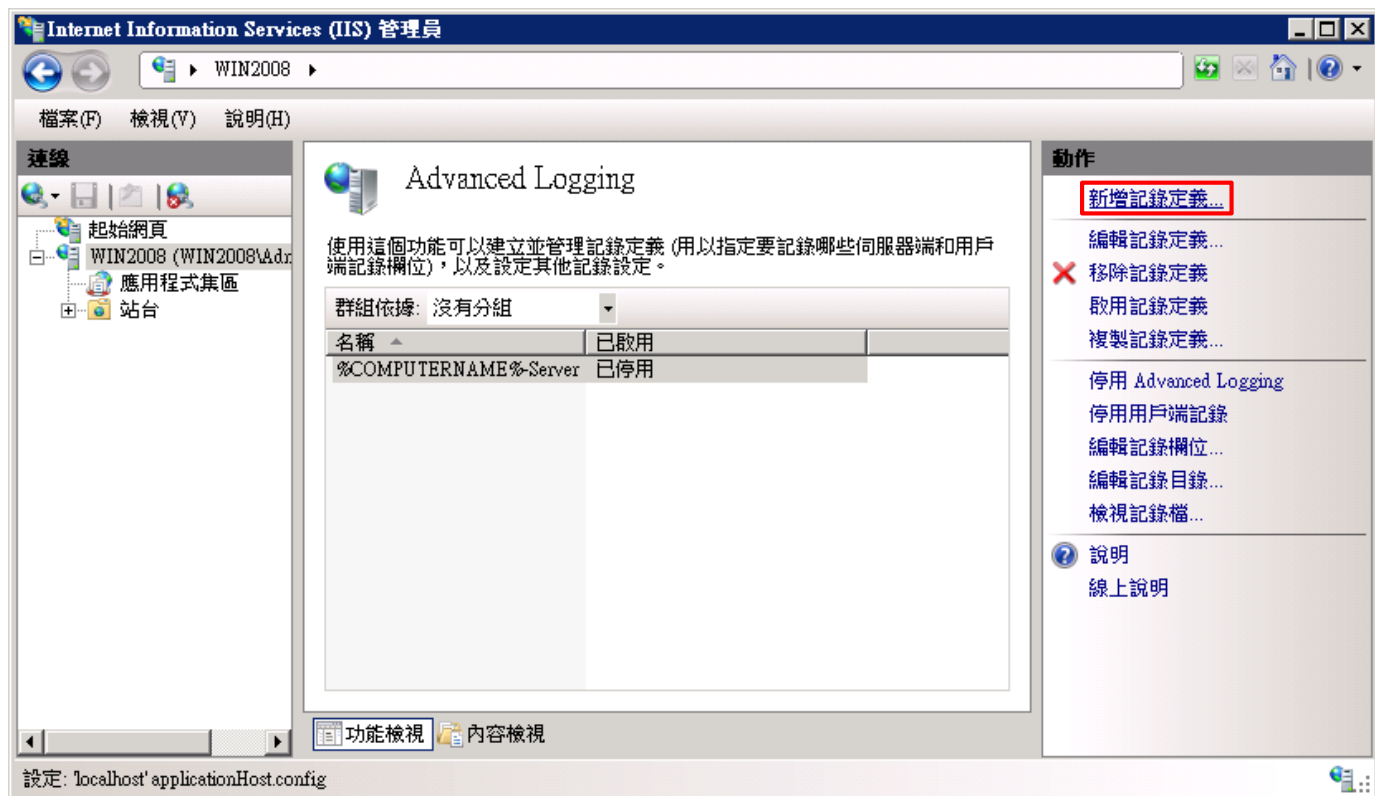 Internet Information Services (IIS) 管理員
WIN2008
檔案(F) 檢視(V) 說明(H)
連線
起始網頁
WIN2008 (WIN2008\Adm
應用程式集區
站台
Advanced Logging
使用這個功能可以建立並管理記錄定義 (用以指定要記錄哪些伺服器端和用戶
端記錄欄位)，以及設定其他記錄設定。
群組依據: 沒有分組
名稱 已啟用
%COMPUTERNAME%-Server 已停用
功能檢視 內容檢視
動作
新增記錄定義...
編輯記錄定義...
移除記錄定義
啟用記錄定義
複製記錄定義...
停用 Advanced Logging
停用用戶端記錄
編輯記錄欄位...
編輯記錄目錄...
檢視記錄檔...
說明
線上說明
設定: 'localhost' applicationHost.config